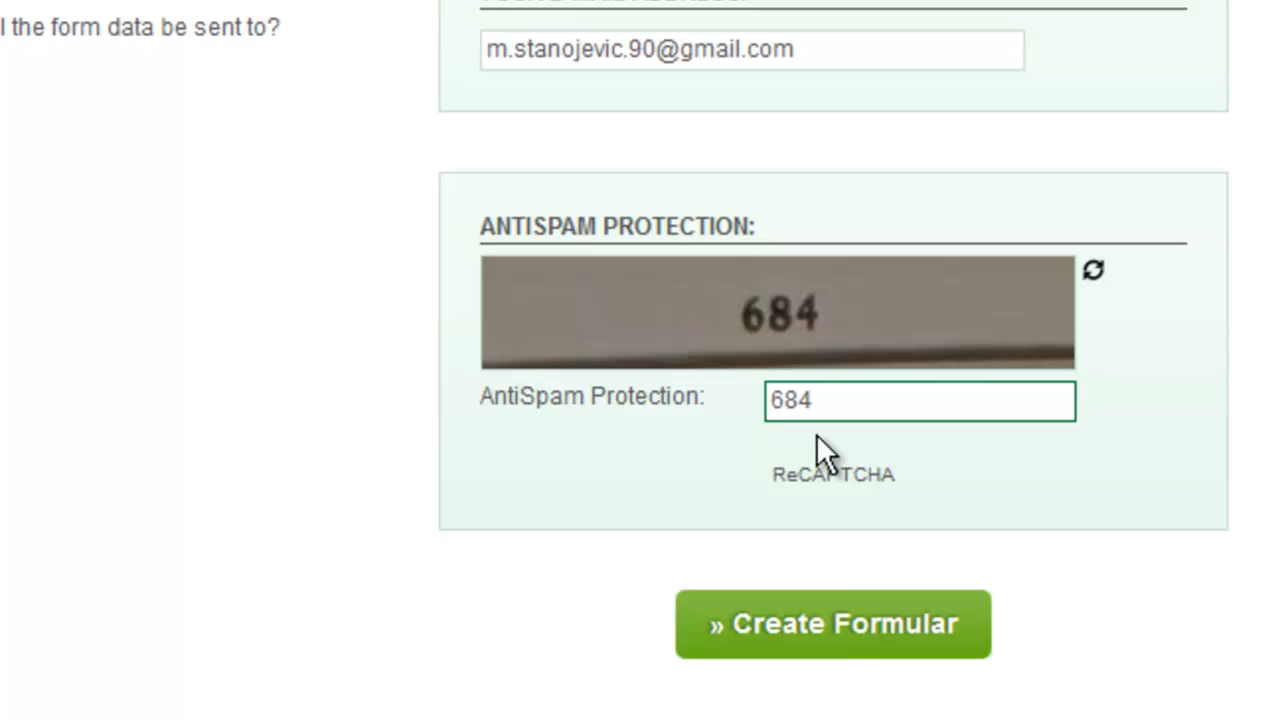 l the form data be sent to?
m.stanojevic.90@gmail.com
ANTISPAM PROTECTION:
684
AntiSpam Protection:
684
ReCAPTCHA
» Create Formular